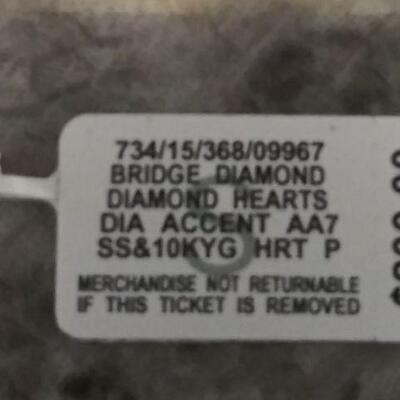 734/15/368/09967
BRIDGE DIAMOND
DIAMOND HEARTS
DIA ACCENT AA7
SS&10KYG HRT P
MERCHANDISE NOT RETURNABLE
IF THIS TICKET IS REMOVED